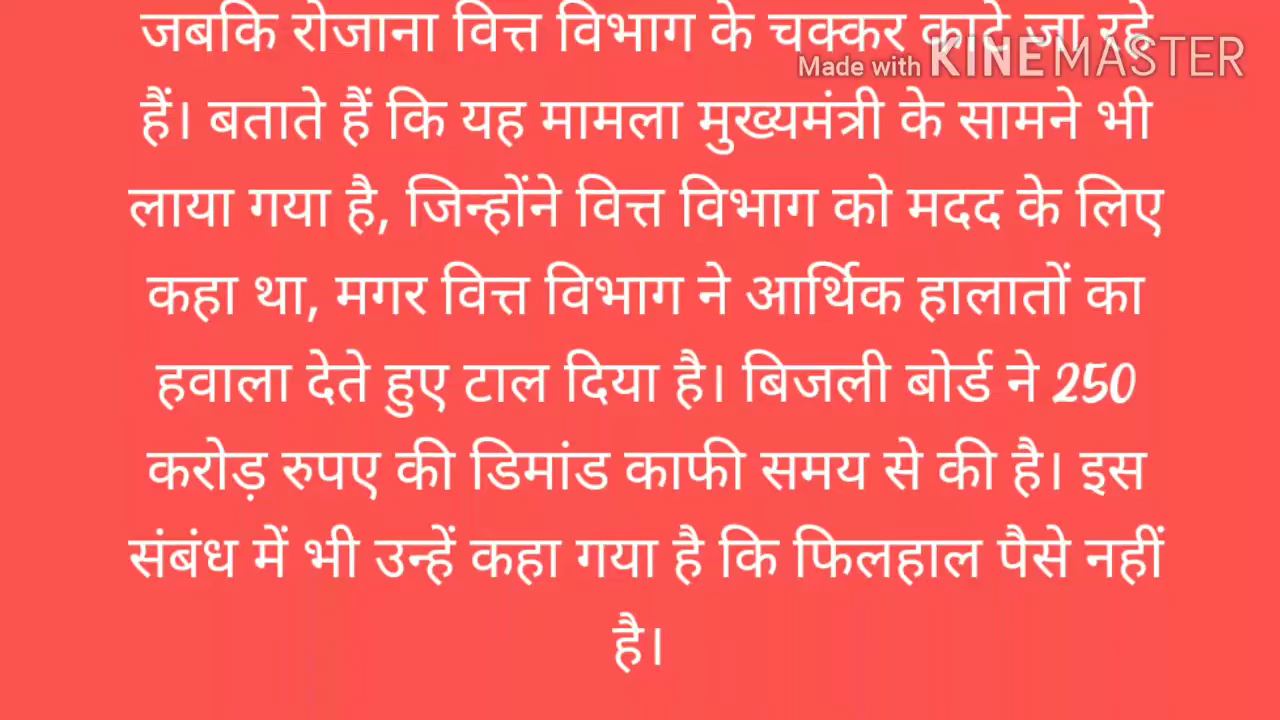 जबकि रोजाना वित्त विभाग के चक्कर काटे जा रहे
Made with KINEMASTER
हैं। बताते हैं कि यह मामला मुख्यमंत्री के सामने भी
लाया गया है, जिन्होंने वित्त विभाग को मदद के लिए
कहा था, मगर वित्त विभाग ने आर्थिक हालातों का
हवाला देते हुए टाल दिया है। बिजली बोर्ड ने 250
करोड़ रुपए की डिमांड काफी समय से की है। इस
संबंध में भी उन्हें कहा गया है कि फिलहाल पैसे नहीं
है।